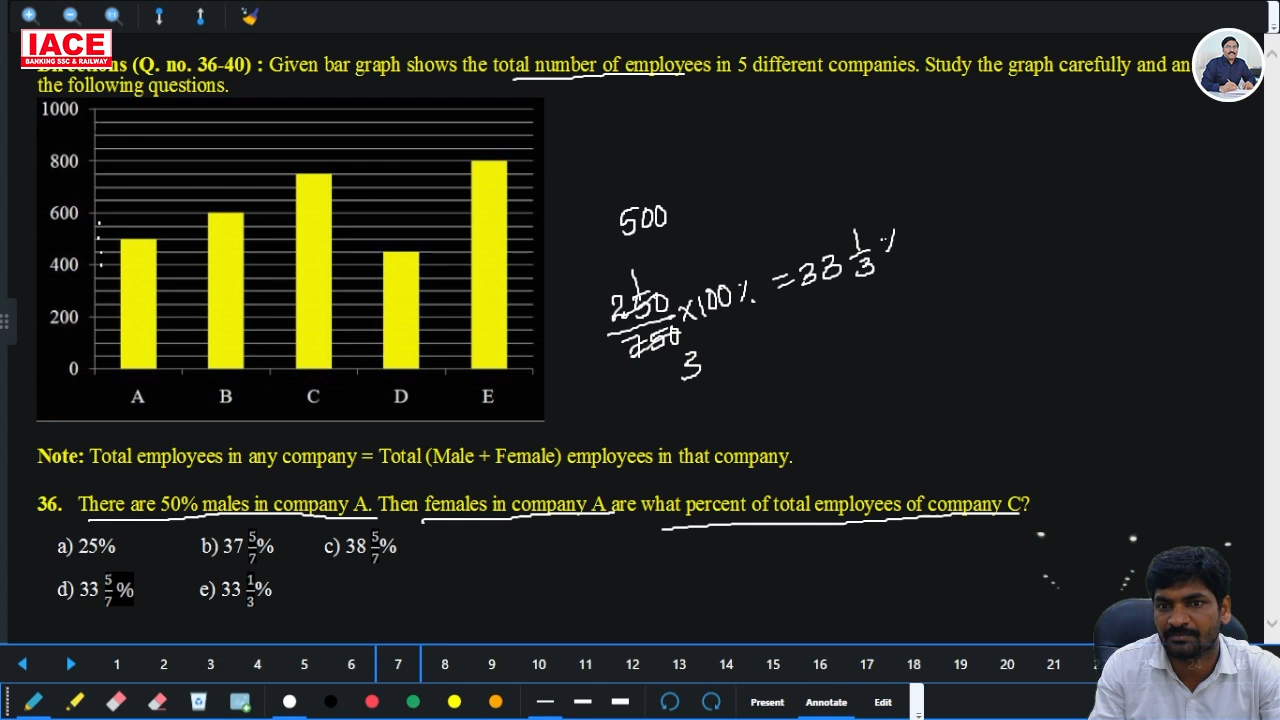 IACE
BANKING SSC & RAILWAY
(Q. no. 36-40) : Given bar graph shows the total number of employees in 5 different companies. Study the graph carefully and an
the following questions.
1000
800
600
400
200
0
A B C D E
500
1
250
750
3
×100% = 33 1/3 %
Note: Total employees in any company = Total (Male + Female) employees in that company.
36. There are 50% males in company A. Then females in company A are what percent of total employees of company C?
a) 25% b) 37 5/7% c) 38 5/7%
d) 33 5/7% e) 33 1/3%
1 2 3 4 5 6 7 8 9 10 11 12 13 14 15 16 17 18 19 20 21
Present Annotate Edit